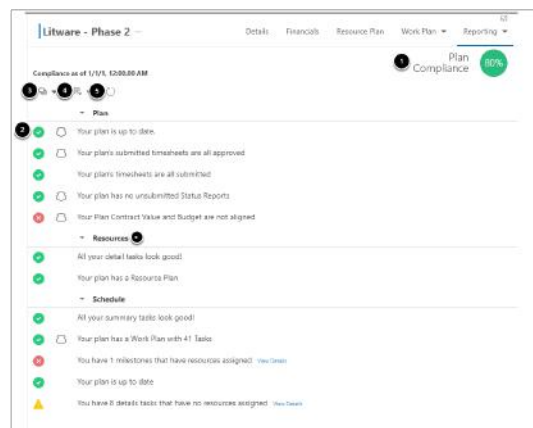 Litware - Phase 2
Details Financials Resource Plan Work Plan Reporting
1 Plan Compliance 80%
Compliance as of 1/1/1, 12:00:00 AM
3 4 5
Plan
2 Your plan is up to date.
Your plan's submitted timesheets are all approved
Your plan's timesheets are all submitted
Your plan has no unsubmitted Status Reports
Your Plan Contract Value and Budget are not aligned
Resources
All your detail tasks look good!
Your plan has a Resource Plan
Schedule
All your summary tasks look good!
Your plan has a Work Plan with 41 Tasks
You have 1 milestones that have resources assigned View Details
Your plan is up to date
You have 8 details tasks that have no resources assigned View Details